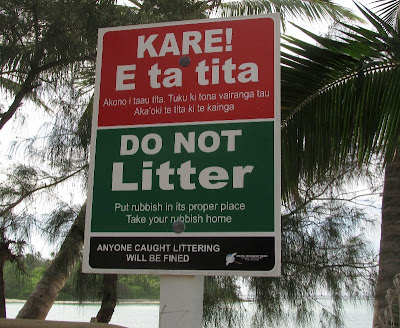 KARE!
E ta tita
Akono i taau tita. Tuku ki tona vairanga tau
Aka'oki te tita ki te kainga
DO NOT
Litter
Put rubbish in its proper place
Take your rubbish home
ANYONE CAUGHT LITTERING
WILL BE FINED